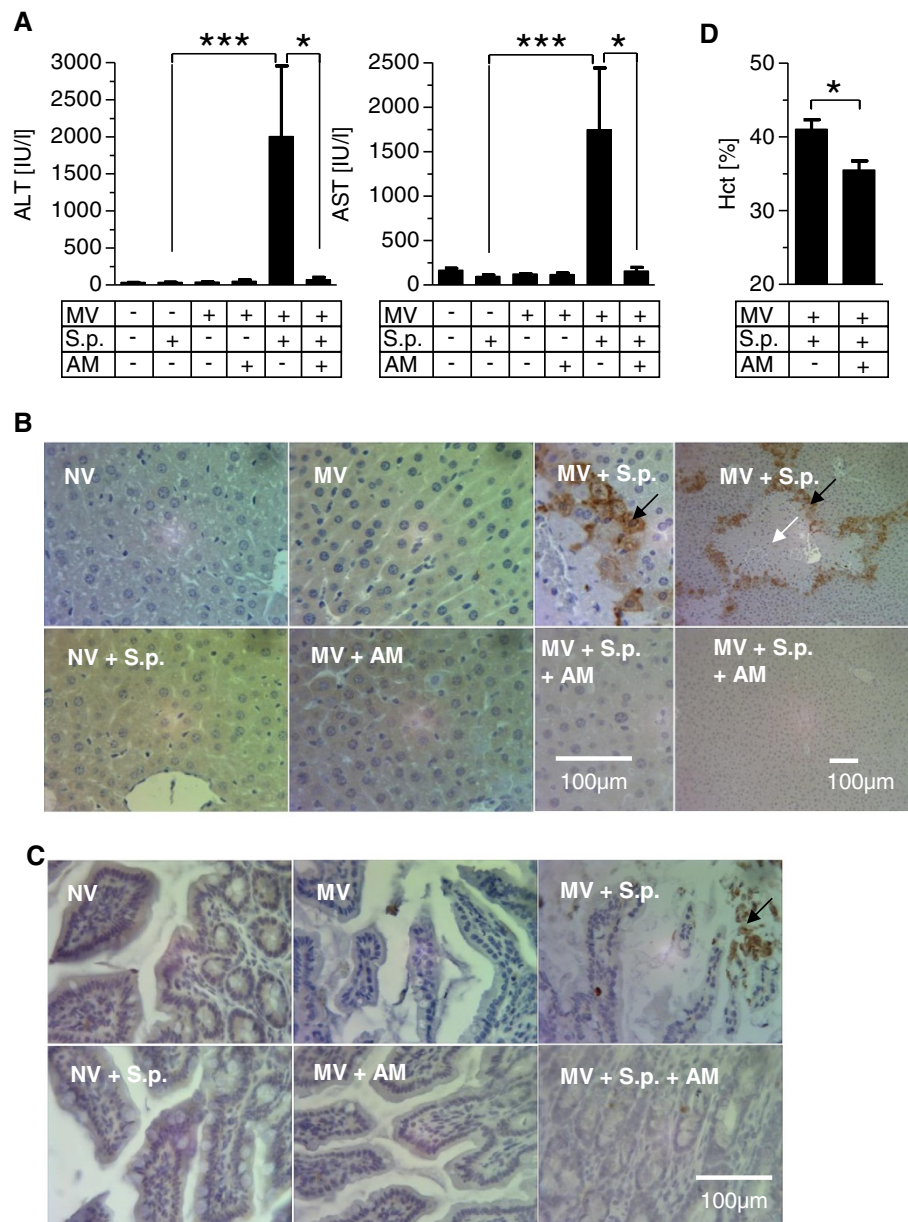 A
*** *
ALT [IU/l]
3000
2500
2000
1500
1000
500
0
MV - - + + + +
S.p. - + - - + +
AM - - - + - +
*** *
AST [IU/l]
2500
2000
1500
1000
500
0
MV - - + + + +
S.p. - + - - + +
AM - - - + - +
D
*
Hct [%]
50
40
30
20
MV + +
S.p. + +
AM - +
B
NV
MV
MV + S.p.
MV + S.p.
NV + S.p.
MV + AM
MV + S.p.
+ AM
100µm
MV + S.p.
+ AM
100µm
C
NV
MV
MV + S.p.
NV + S.p.
MV + AM
MV + S.p. + AM
100µm